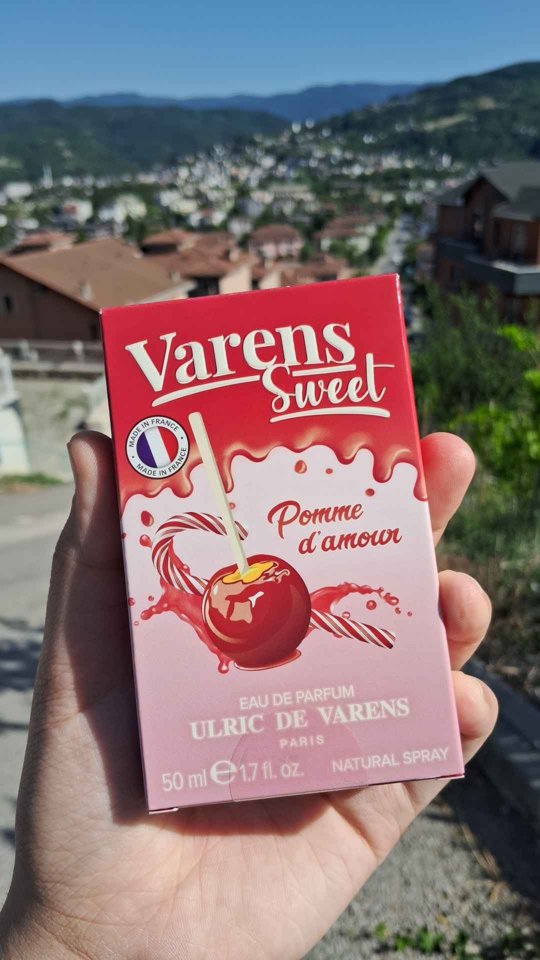 Varens
Sweet
MADE IN FRANCE
MADE IN FRANCE
Pomme
d'amour
EAU DE PARFUM
ULRIC DE VARENS
PARIS
50 ml ℮ 1.7 fl. oz.
NATURAL SPRAY